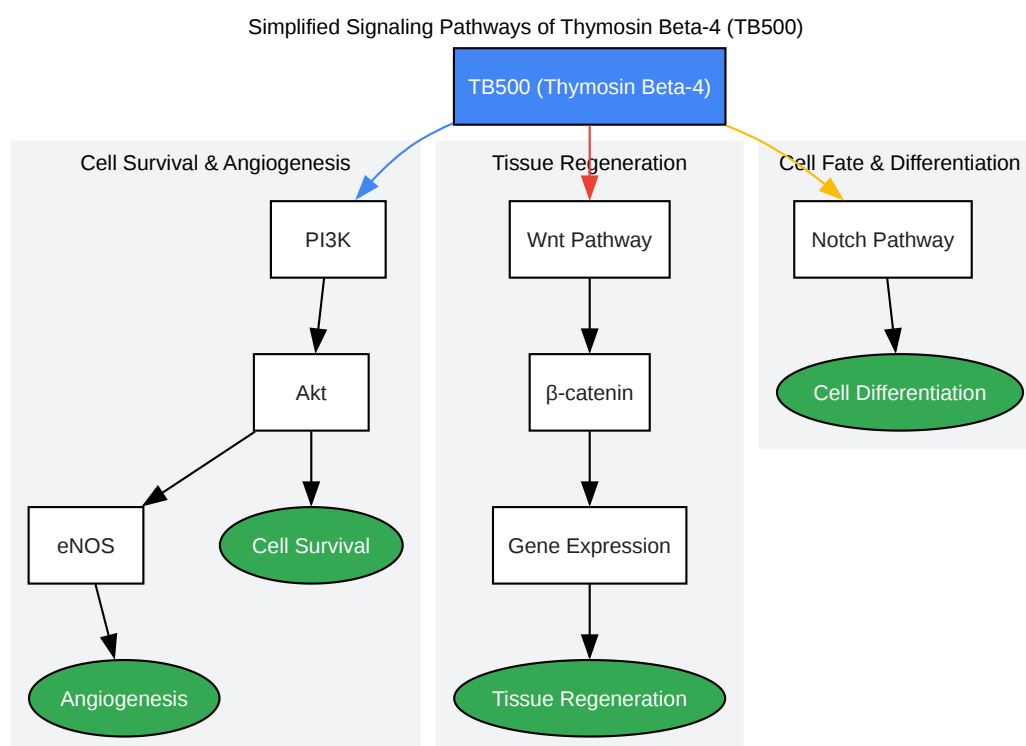 Simplified Signaling Pathways of Thymosin Beta-4 (TB500)
TB500 (Thymosin Beta-4)
Cell Survival & Angiogenesis
PI3K
Akt
eNOS
Cell Survival
Angiogenesis
Tissue Regeneration
Wnt Pathway
β-catenin
Gene Expression
Tissue Regeneration
Cell Fate & Differentiation
Notch Pathway
Cell Differentiation